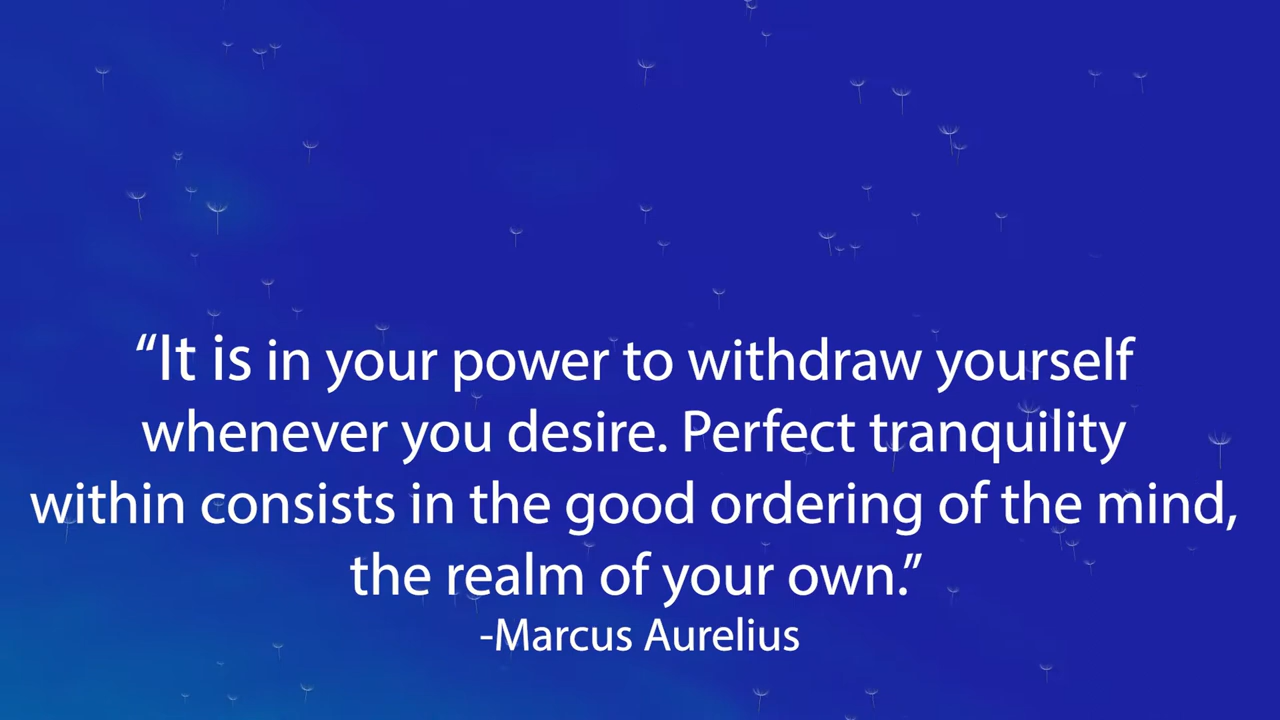 “It is in your power to withdraw yourself
whenever you desire. Perfect tranquility
within consists in the good ordering of the mind,
the realm of your own.”
-Marcus Aurelius